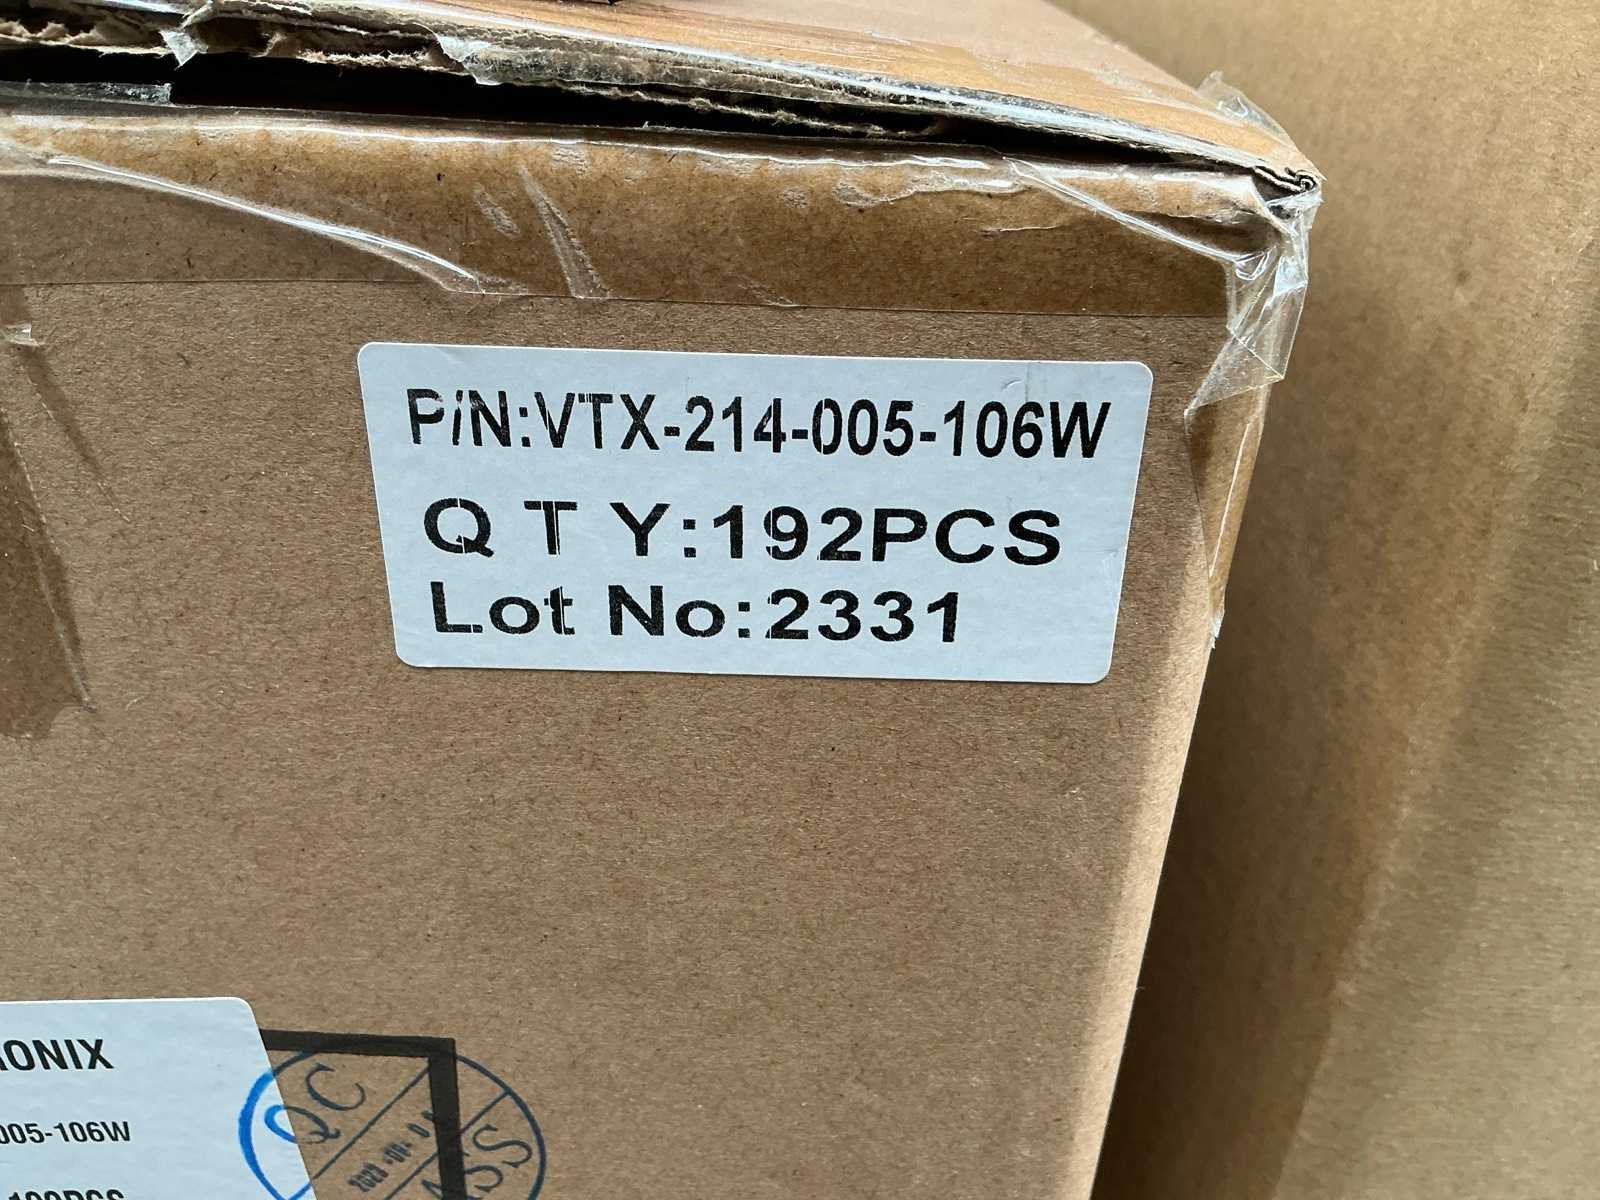 P/N:VTX-214-005-106W
Q T Y:192PCS
Lot No:2331
IONIX
005-106W
QC